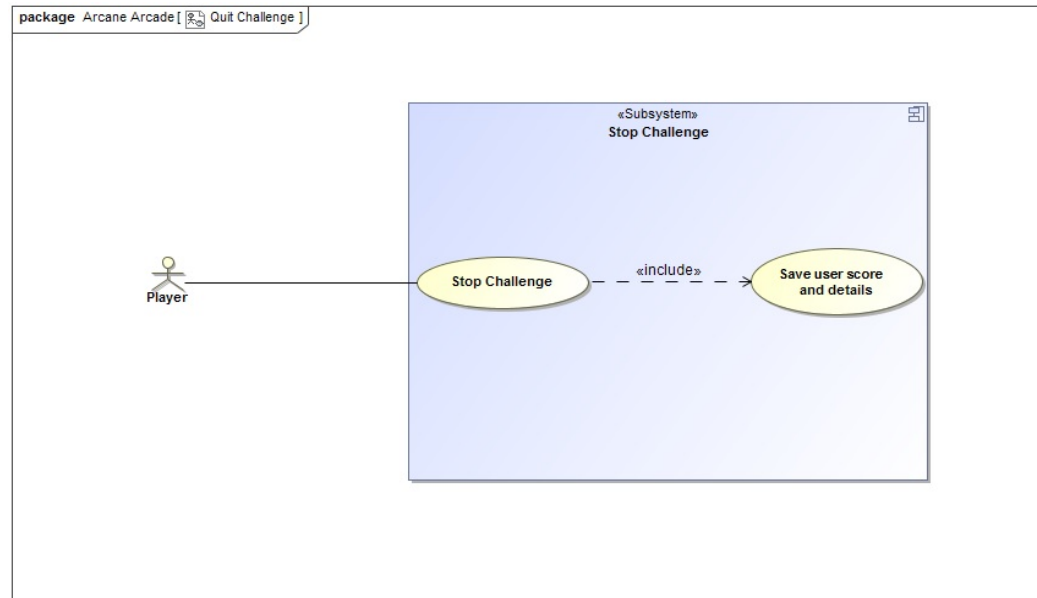 package Arcane Arcade [ Quit Challenge ]
«Subsystem»
Stop Challenge
Player
Stop Challenge
«include»
Save user score
and details